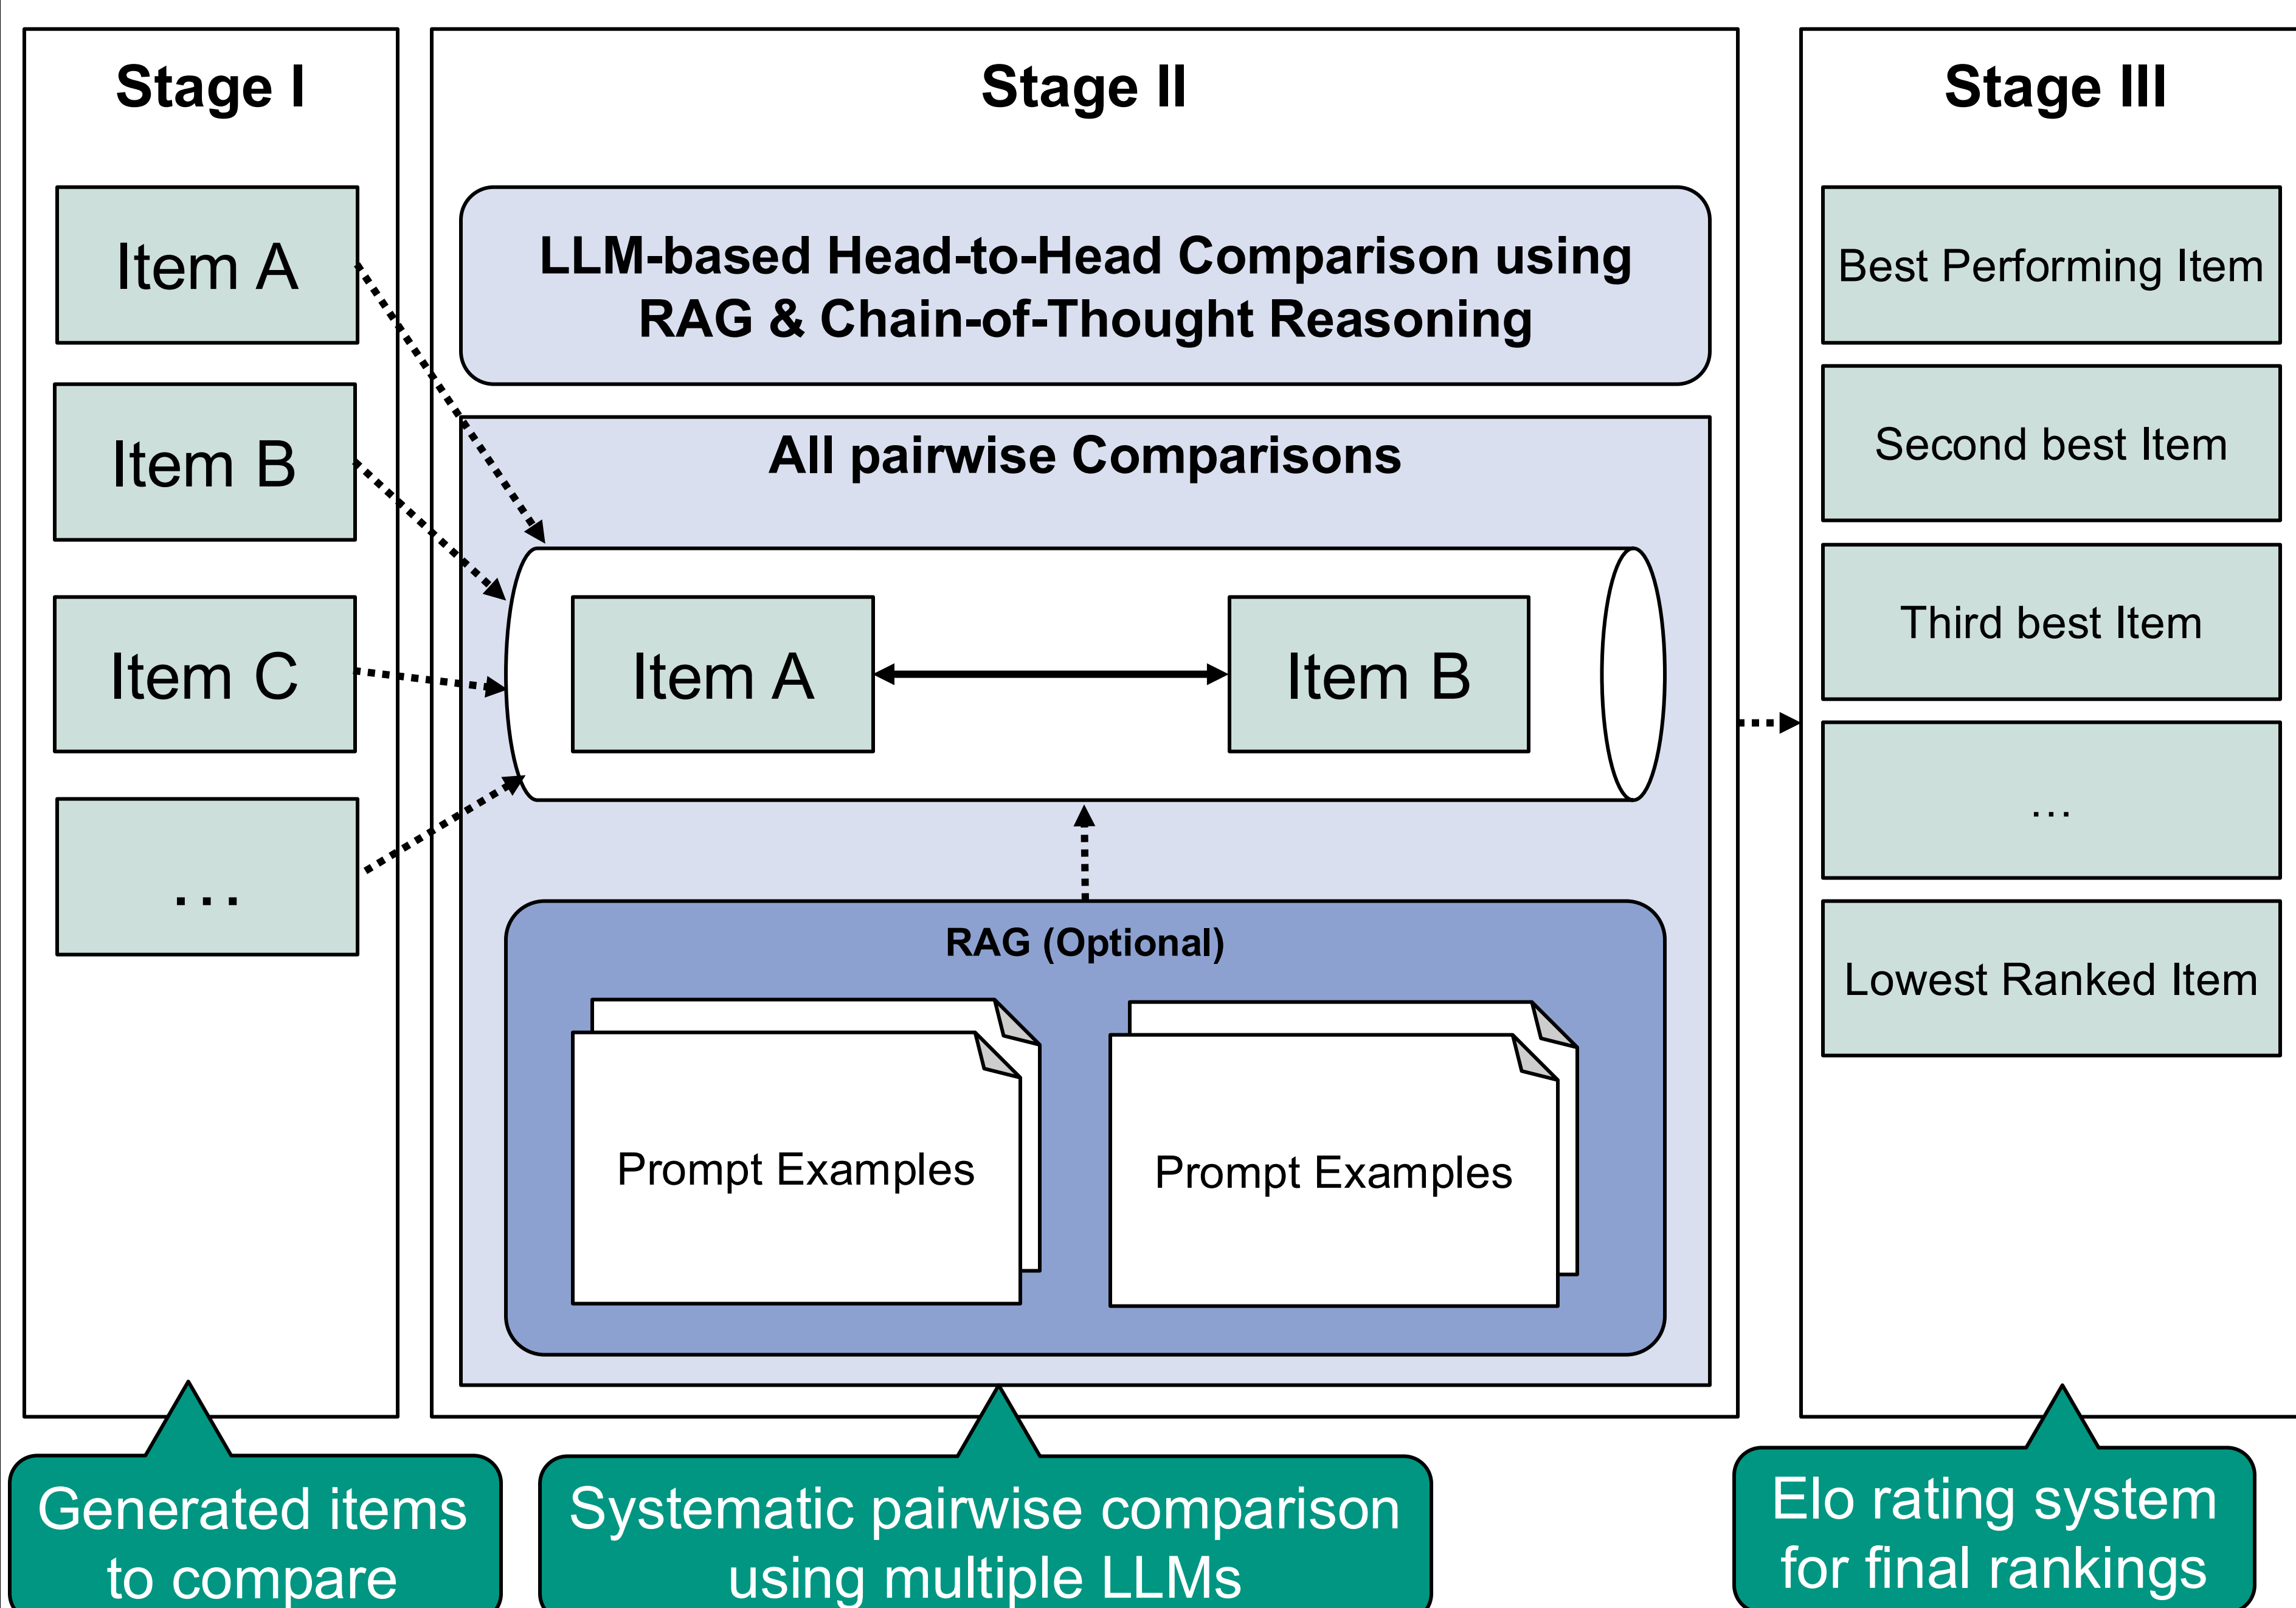 Stage I
Item A
Item B
Item C
...
Generated items
to compare
Stage II
LLM-based Head-to-Head Comparison using
RAG & Chain-of-Thought Reasoning
All pairwise Comparisons
Item A
Item B
RAG (Optional)
Prompt Examples
Prompt Examples
Systematic pairwise comparison
using multiple LLMs
Stage III
Best Performing Item
Second best Item
Third best Item
...
Lowest Ranked Item
Elo rating system
for final rankings